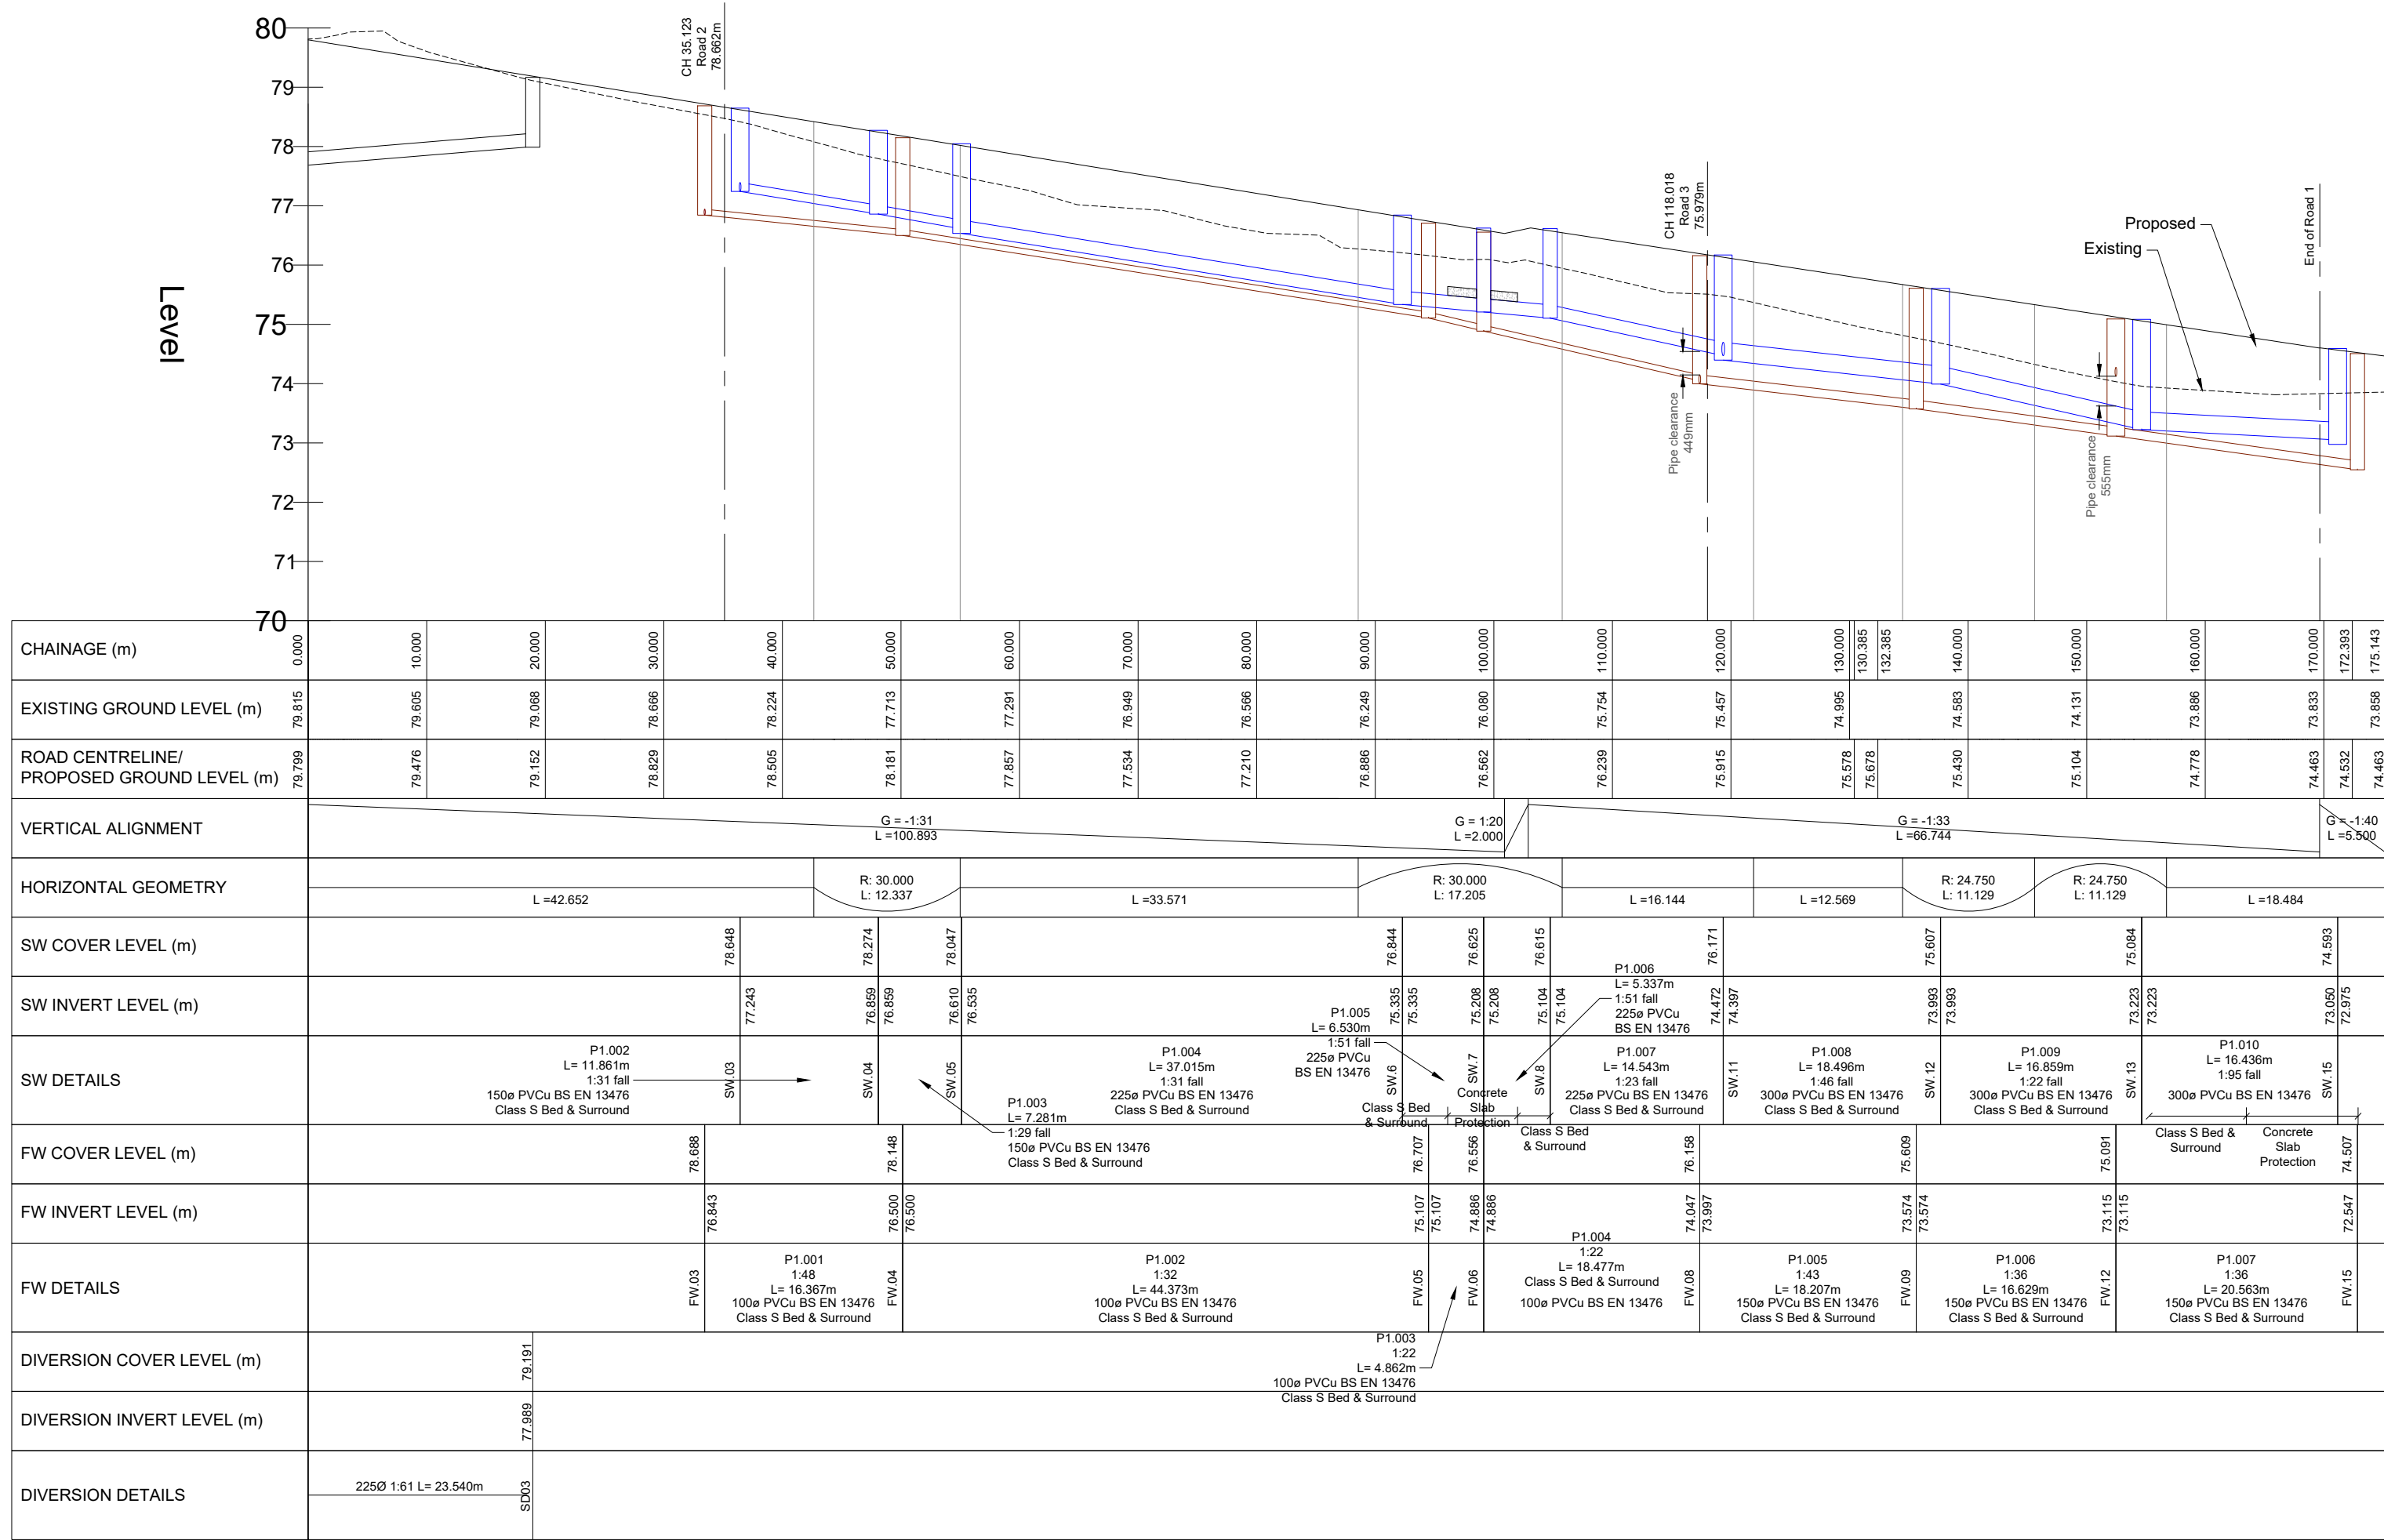 80
79
78
77
76
75
74
73
72
71
70
Level
CH 35.123
Road 2
78.662m
CH 118.018
Road 3
75.979m
End of Road 1
Proposed
Existing
Pipe clearance
449mm
Pipe clearance
555mm
CHAINAGE (m)
0.000
10.000
20.000
30.000
40.000
50.000
60.000
70.000
80.000
90.000
100.000
110.000
120.000
130.000
130.385
132.385
140.000
150.000
160.000
170.000
172.393
175.143
EXISTING GROUND LEVEL (m)
79.815
79.605
79.068
78.666
78.224
77.713
77.291
76.949
76.566
76.249
76.080
75.754
75.457
74.995
74.583
74.131
73.886
73.833
73.858
ROAD CENTRELINE/
PROPOSED GROUND LEVEL (m)
79.799
79.476
79.152
78.829
78.505
78.181
77.857
77.534
77.210
76.886
76.562
76.239
75.915
75.578
75.678
75.430
75.104
74.778
74.463
74.532
74.463
VERTICAL ALIGNMENT
G = -1:31
L =100.893
G = 1:20
L =2.000
G = -1:33
L =66.744
G = -1:40
L =5.500
HORIZONTAL GEOMETRY
L =42.652
R: 30.000
L: 12.337
L =33.571
R: 30.000
L: 17.205
L =16.144
L =12.569
R: 24.750
L: 11.129
R: 24.750
L: 11.129
L =18.484
SW COVER LEVEL (m)
78.648
78.274
78.047
76.844
76.625
76.615
76.171
75.607
75.084
74.593
SW INVERT LEVEL (m)
77.243
76.859
76.859
76.610
76.535
75.335
75.335
75.208
75.208
75.104
75.104
74.472
74.397
73.993
73.993
73.223
73.223
73.050
72.975
SW DETAILS
P1.002
L= 11.861m
1:31 fall
150ø PVCu BS EN 13476
Class S Bed & Surround
SW.03
SW.04
SW.05
P1.003
L= 7.281m
1:29 fall
150ø PVCu BS EN 13476
Class S Bed & Surround
P1.004
L= 37.015m
1:31 fall
225ø PVCu BS EN 13476
Class S Bed & Surround
P1.005
L= 6.530m
1:51 fall
225ø PVCu
BS EN 13476
SW.6
Class S Bed
& Surround
SW.7
Concrete
Slab
Protection
P1.006
L= 5.337m
1:51 fall
225ø PVCu
BS EN 13476
SW.8
Class S Bed
& Surround
P1.007
L= 14.543m
1:23 fall
225ø PVCu BS EN 13476
Class S Bed & Surround
SW.11
P1.008
L= 18.496m
1:46 fall
300ø PVCu BS EN 13476
Class S Bed & Surround
SW.12
P1.009
L= 16.859m
1:22 fall
300ø PVCu BS EN 13476
Class S Bed & Surround
SW.13
P1.010
L= 16.436m
1:95 fall
300ø PVCu BS EN 13476
SW.15
Class S Bed &
Surround
Concrete
Slab
Protection
FW COVER LEVEL (m)
78.688
78.148
76.707
76.556
76.158
75.609
75.091
74.507
FW INVERT LEVEL (m)
76.843
76.500
76.500
75.107
75.107
74.886
74.886
74.047
73.997
73.574
73.574
73.115
73.115
72.547
FW DETAILS
FW.03
P1.001
1:48
L= 16.367m
100ø PVCu BS EN 13476
Class S Bed & Surround
FW.04
P1.002
1:32
L= 44.373m
100ø PVCu BS EN 13476
Class S Bed & Surround
FW.05
FW.06
P1.003
1:22
L= 4.862m
100ø PVCu BS EN 13476
Class S Bed & Surround
P1.004
1:22
L= 18.477m
Class S Bed & Surround
100ø PVCu BS EN 13476
FW.08
P1.005
1:43
L= 18.207m
150ø PVCu BS EN 13476
Class S Bed & Surround
FW.09
P1.006
1:36
L= 16.629m
150ø PVCu BS EN 13476
Class S Bed & Surround
FW.12
P1.007
1:36
L= 20.563m
150ø PVCu BS EN 13476
Class S Bed & Surround
FW.15
DIVERSION COVER LEVEL (m)
79.191
DIVERSION INVERT LEVEL (m)
77.989
DIVERSION DETAILS
225Ø 1:61 L= 23.540m
SD03